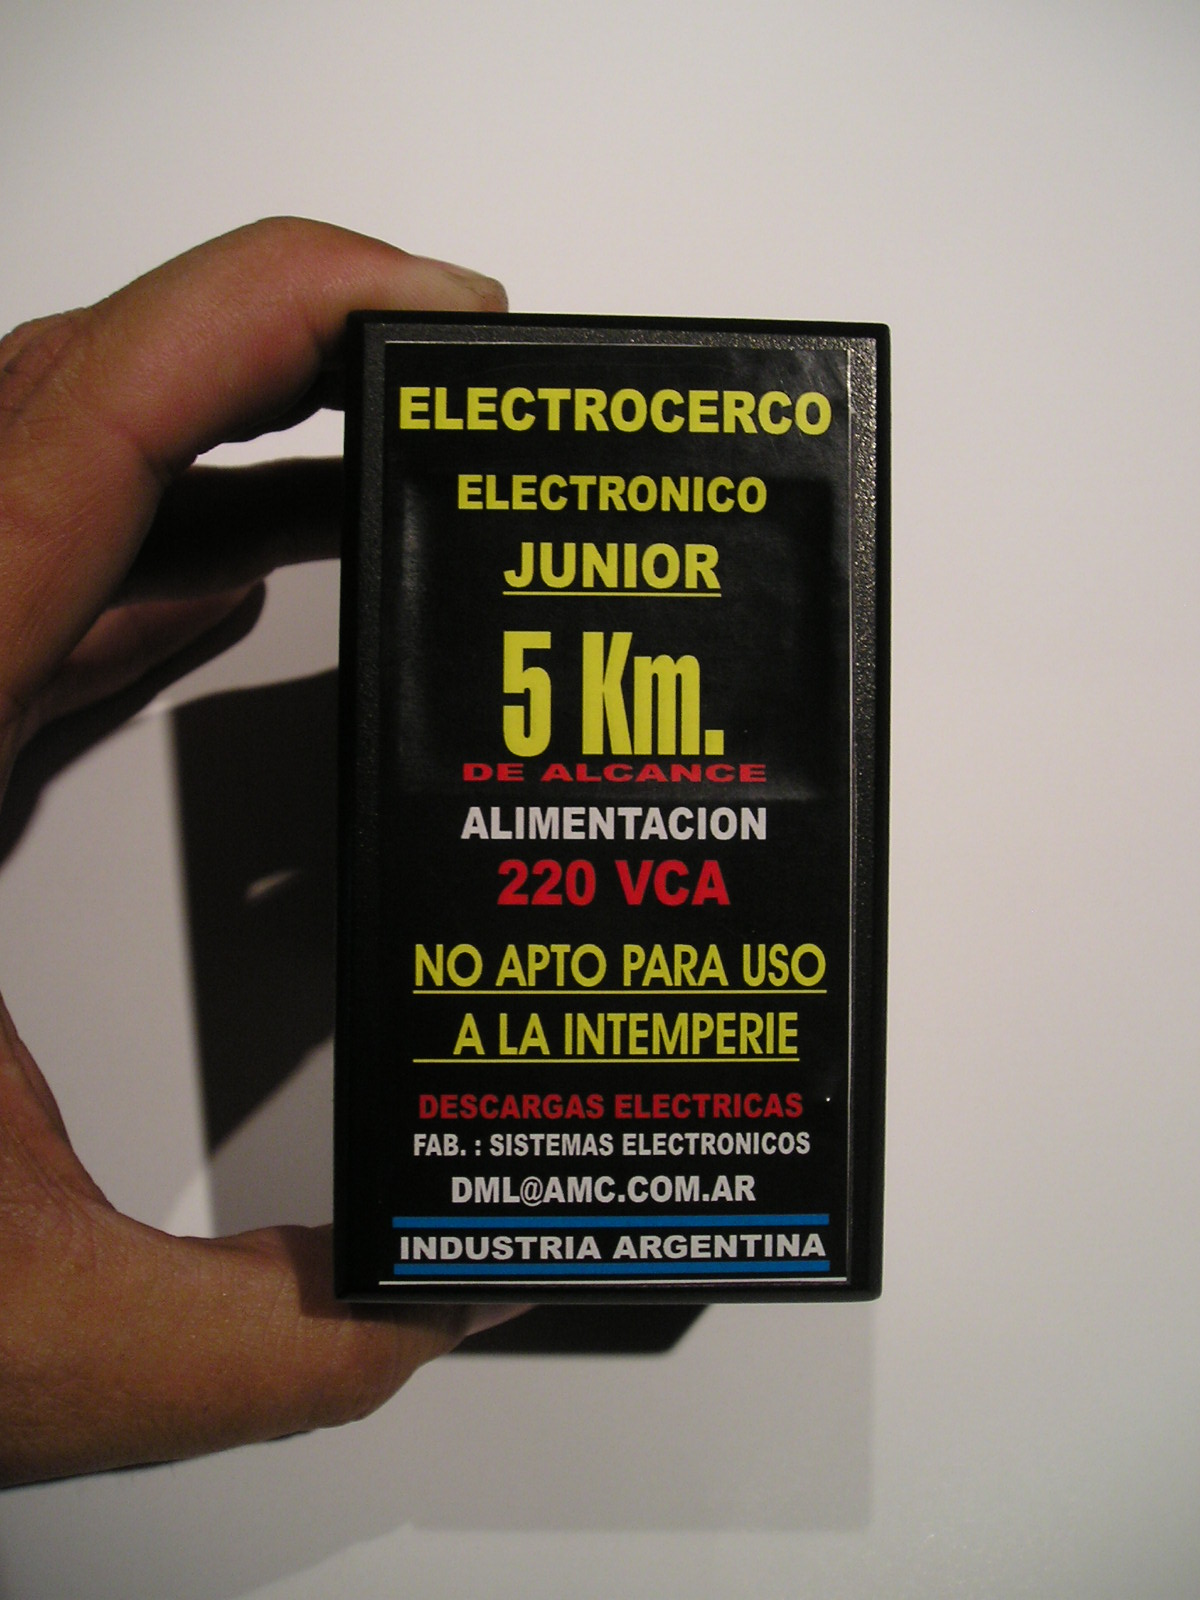 ELECTROCERCO
ELECTRONICO
JUNIOR
5 Km.
DE ALCANCE
ALIMENTACION
220 VCA
NO APTO PARA USO
A LA INTEMPERIE
DESCARGAS ELECTRICAS
FAB. : SISTEMAS ELECTRONICOS
DML@AMC.COM.AR
INDUSTRIA ARGENTINA